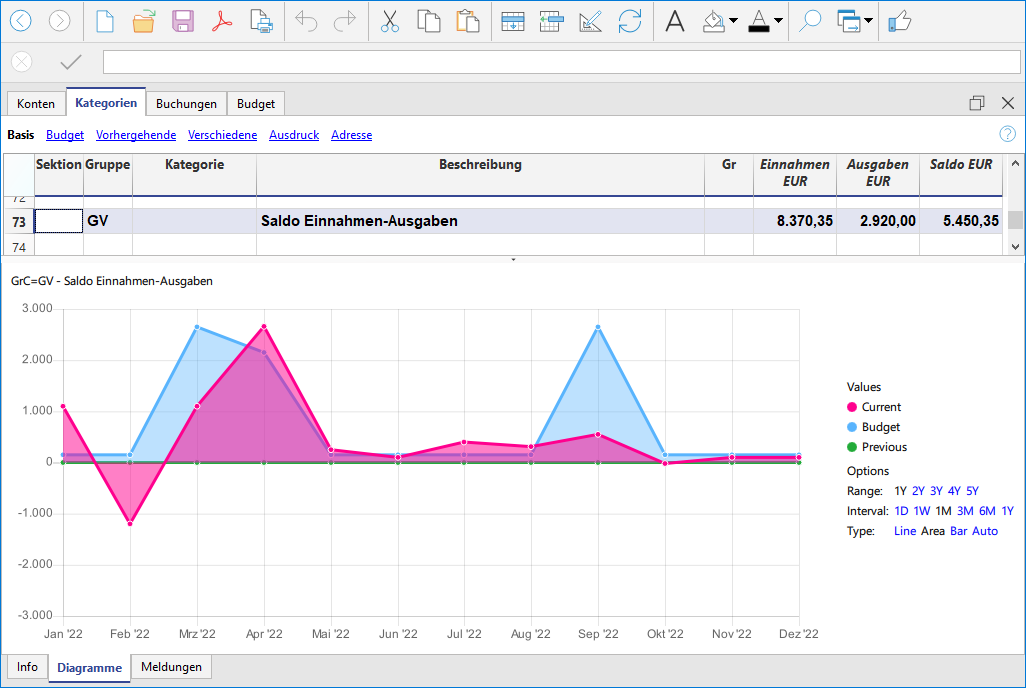 Konten Kategorien Buchungen Budget
Basis Budget Vorhergehende Verschiedene Ausdruck Adresse
Sektion Gruppe Kategorie Beschreibung Gr Einnahmen EUR Ausgaben EUR Saldo EUR
72
73 GV Saldo Einnahmen-Ausgaben 8.370,35 2.920,00 5.450,35
74
GrC=GV - Saldo Einnahmen-Ausgaben
3.000
2.000
1.000
0
-1.000
-2.000
-3.000
Jan '22 Feb '22 Mrz '22 Apr '22 Mai '22 Jun '22 Jul '22 Aug '22 Sep '22 Okt '22 Nov '22 Dez '22
Values
Current
Budget
Previous
Options
Range: 1Y 2Y 3Y 4Y 5Y
Interval: 1D 1W 1M 3M 6M 1Y
Type: Line Area Bar Auto
Info Diagramme Meldungen